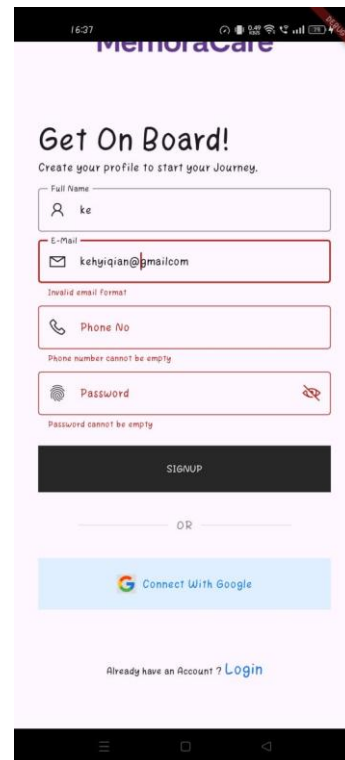 16:37
DEBUG
MemoraCare
Get On Board!
Create your profile to start your Journey.
Full Name
ke
E-Mail
kehyiqian@gmailcom
Invalid email format
Phone No
Phone number cannot be empty
Password
Password cannot be empty
SIGNUP
OR
Connect With Google
Already have an Account ? Login